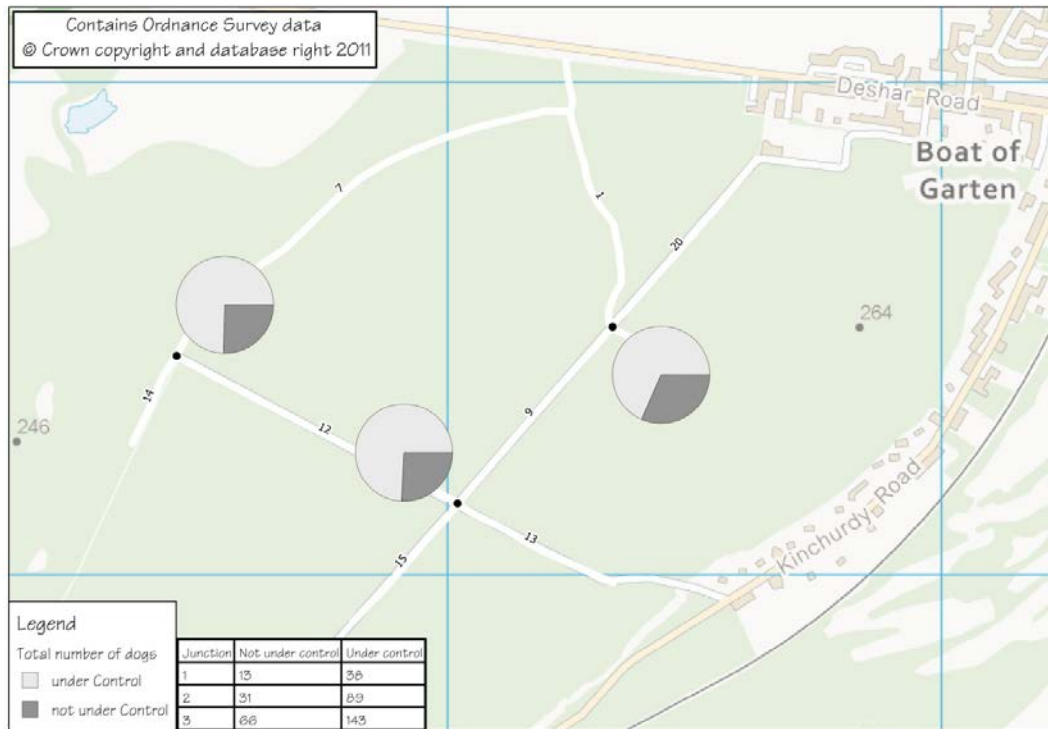 Contains Ordnance Survey data
© Crown copyright and database right 2011
Deshar Road
Boat of
Garten
7
1
20
264
14
246
12
9
13
15
Kinchurdy Road
Legend
Total number of dogs
under Control
not under Control
Junction Not under control Under control
1 13 38
2 31 89
3 66 143